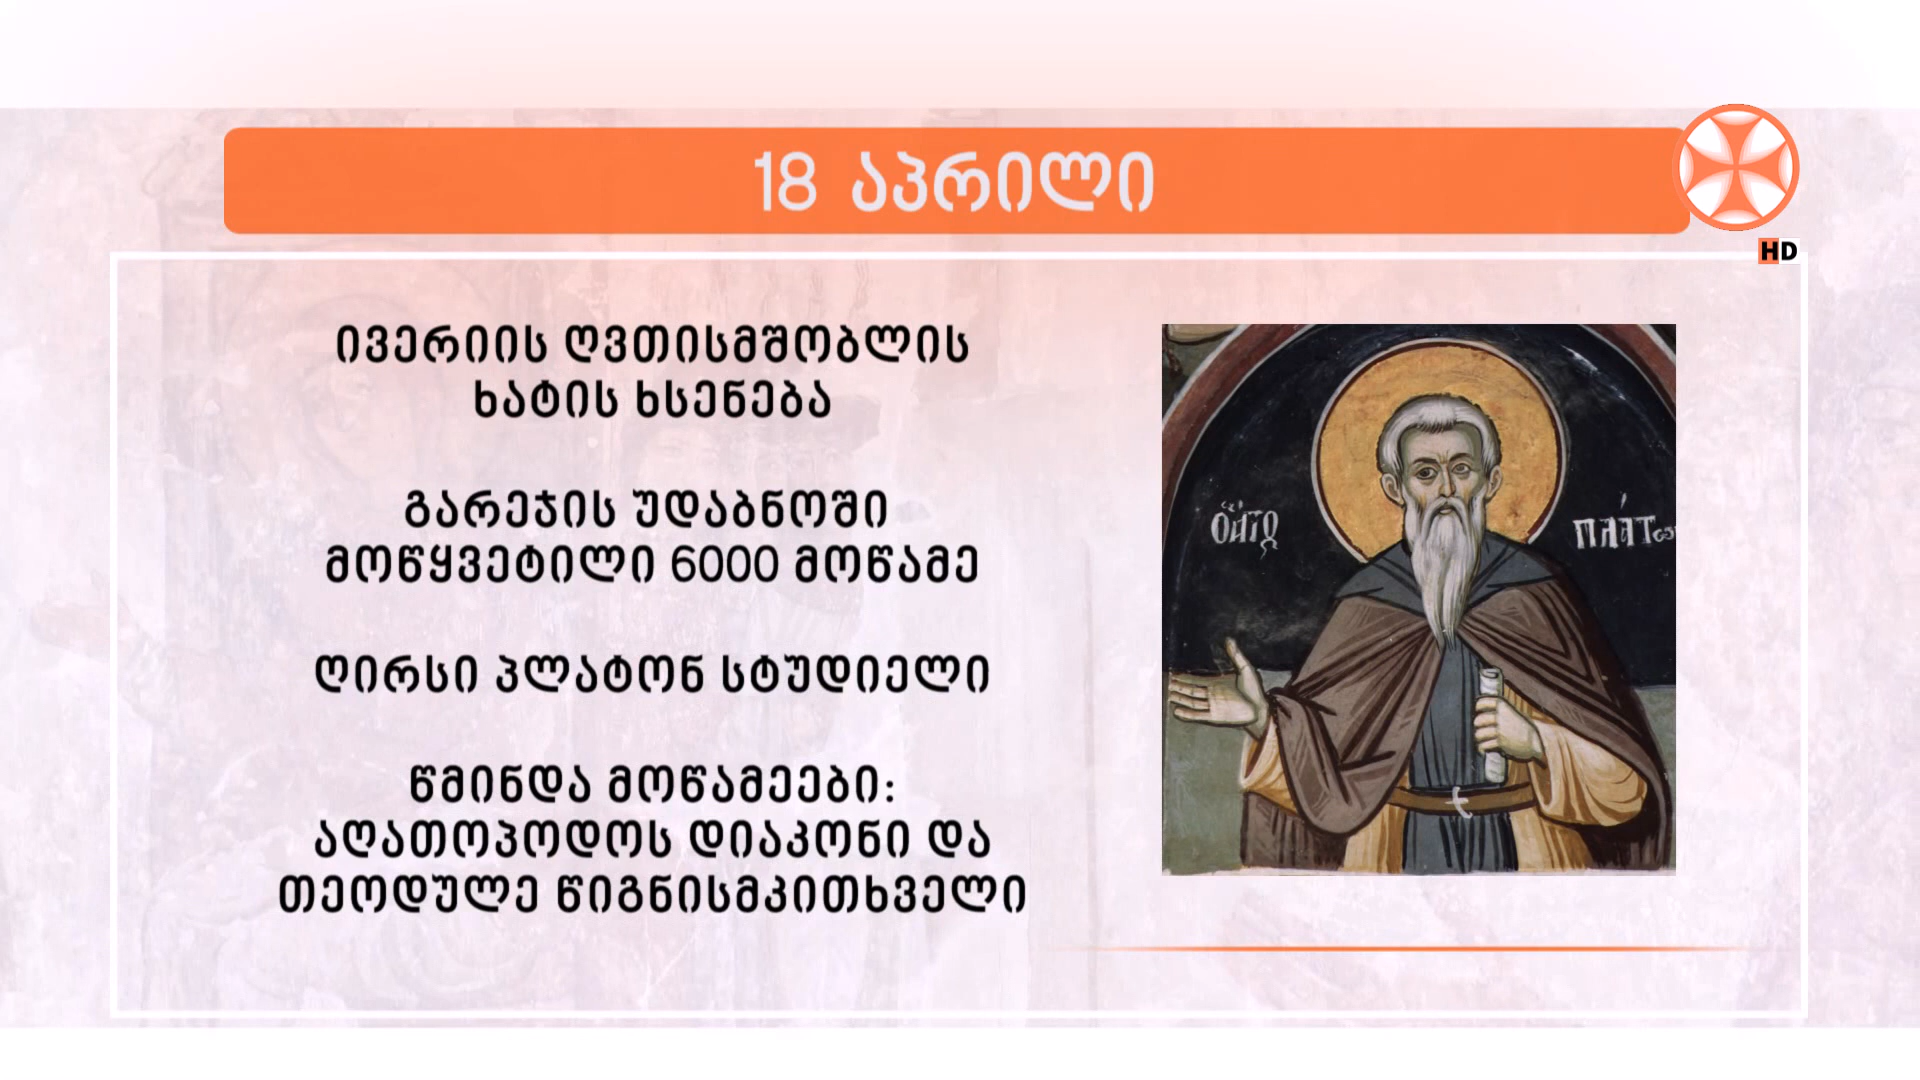 18 აპრილი
HD
ივერიის ღვთისმშობლის
ხატის ხსენება
გარეჯის უდაბნოში
მოწყვეტილი 6000 მოწამე
ღირსი პლატონ სტუდიელი
წმინდა მოწამეები:
აღათოპოდოს დიაკონი და
თეოდულე წიგნისმკითხველი